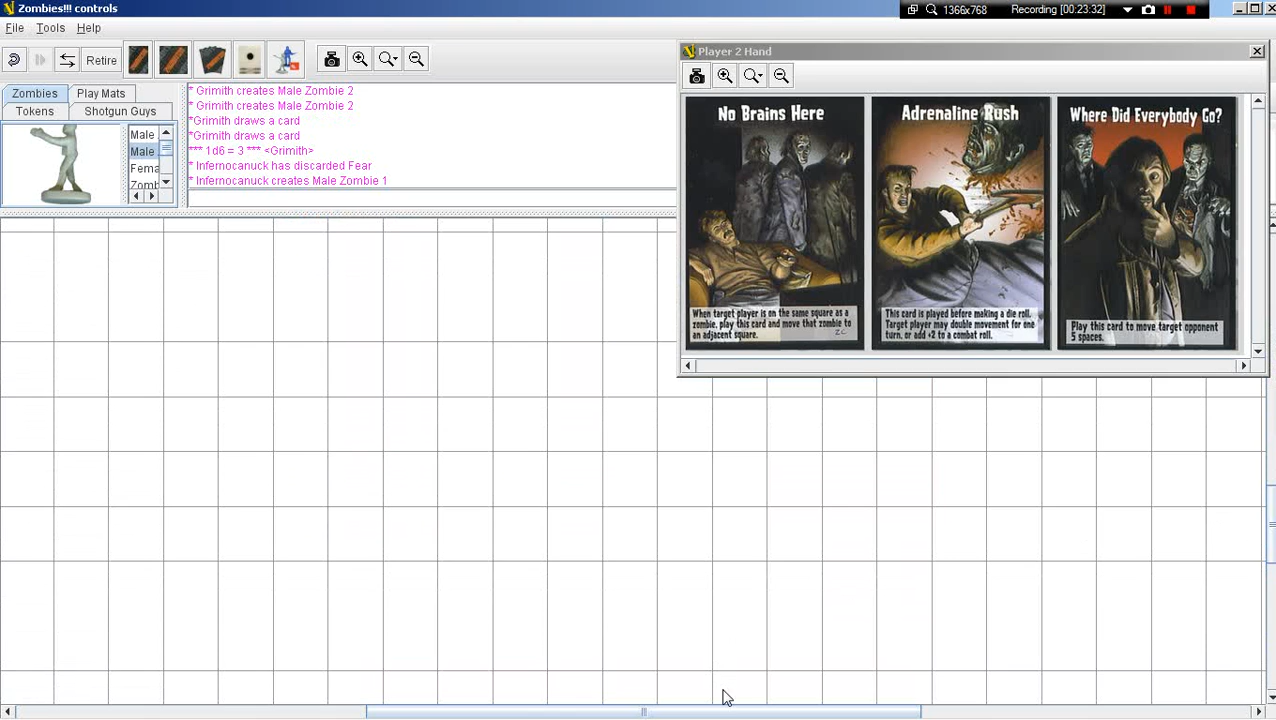 Zombies!!! controls
1366x768
Recording [00:23:32]
File Tools Help
Retire
Player 2 Hand
Zombies
Play Mats
Tokens
Shotgun Guys
Male
Male
Fema
Zomb
* Grimith creates Male Zombie 2
* Grimith creates Male Zombie 2
*Grimith draws a card
*Grimith draws a card
*** 1d6 = 3 *** <Grimith>
* Infernocanuck has discarded Fear
* Infernocanuck creates Male Zombie 1
No Brains Here
When target player is on the same square as a
zombie, play this card and move that zombie to
an adjacent square.
Adrenaline Rush
This card is played before making a die roll.
Target player may double movement for one
turn, or add +2 to a combat roll.
Where Did Everybody Go?
Play this card to move target opponent
5 spaces.